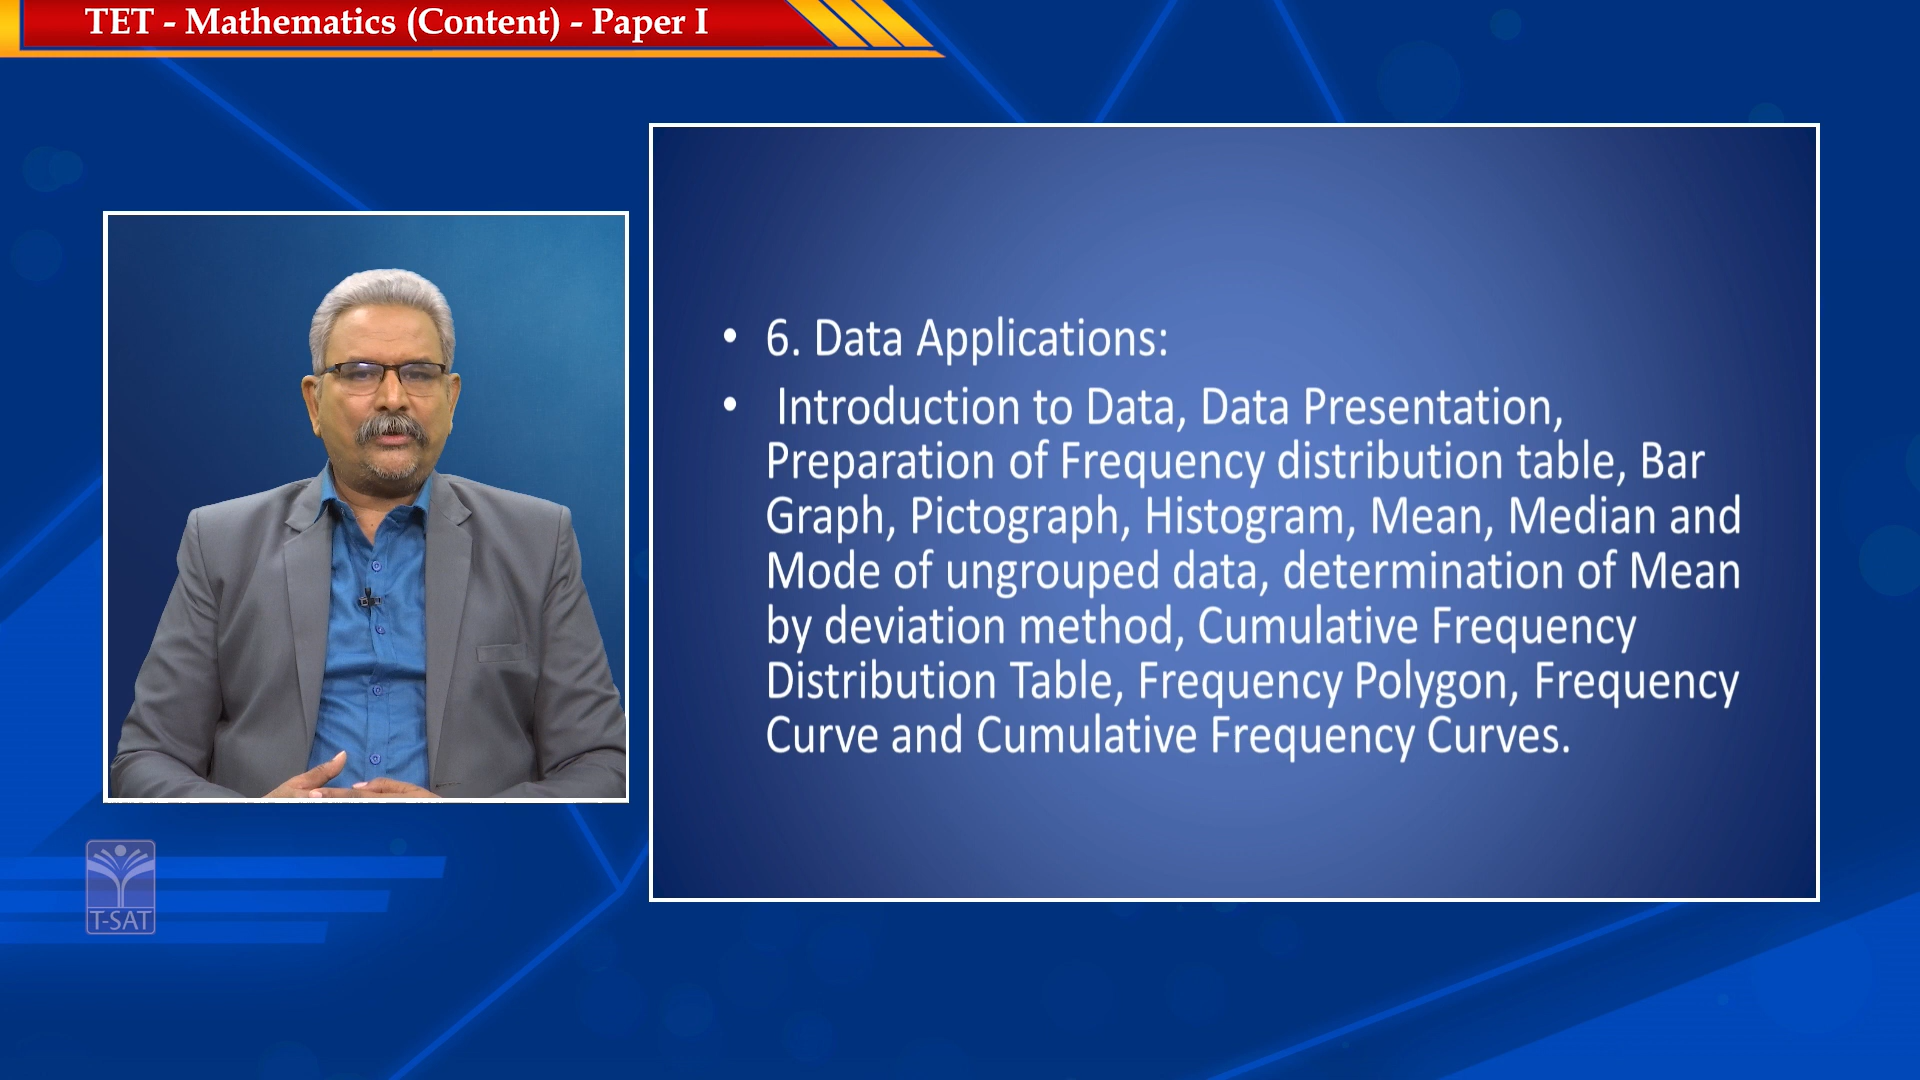 TET - Mathematics (Content) - Paper I
• 6. Data Applications:
• Introduction to Data, Data Presentation,
Preparation of Frequency distribution table, Bar
Graph, Pictograph, Histogram, Mean, Median and
Mode of ungrouped data, determination of Mean
by deviation method, Cumulative Frequency
Distribution Table, Frequency Polygon, Frequency
Curve and Cumulative Frequency Curves.
T-SAT